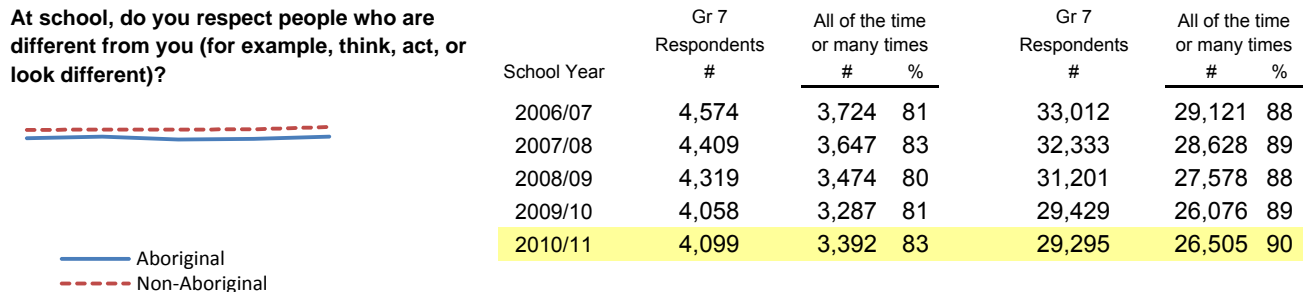 At school, do you respect people who are
different from you (for example, think, act, or
look different)?
Aboriginal
Non-Aboriginal
Gr 7 All of the time Gr 7 All of the time
Respondents or many times Respondents or many times
School Year # # % # # %
2006/07 4,574 3,724 81 33,012 29,121 88
2007/08 4,409 3,647 83 32,333 28,628 89
2008/09 4,319 3,474 80 31,201 27,578 88
2009/10 4,058 3,287 81 29,429 26,076 89
2010/11 4,099 3,392 83 29,295 26,505 90